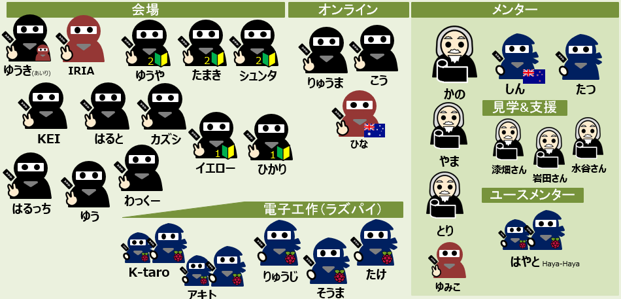 会場
オンライン
メンター
ゆうき(あいり)
IRIA
2
ゆうや
2
たまき
2
シュンタ
りゅうま
こう
かの
しん
たつ
KEI
はると
カズシ
1
イエロー
1
ひかり
ひな
見学&支援
やま
漆畑さん
岩田さん
水谷さん
はるっち
ゆう
わっくー
ユースメンター
とり
電子工作(ラズパイ)
K-taro
アキト
りゅうじ
そうま
たけ
ゆみこ
はやと Haya-Haya